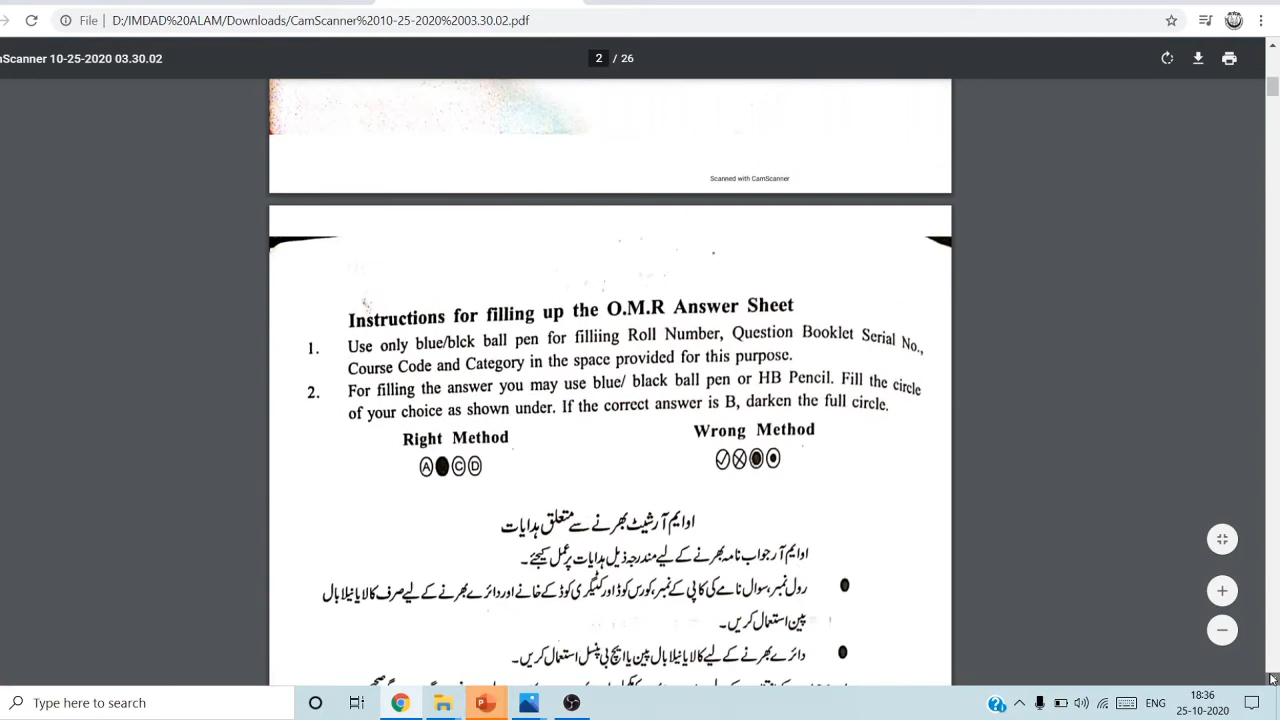 File | D:/IMDAD%20ALAM/Downloads/CamScanner%2010-25-2020%2003.30.02.pdf
mScanner 10-25-2020 03.30.02
2 / 26
Scanned with CamScanner
Instructions for filling up the O.M.R Answer Sheet
1. Use only blue/blck ball pen for filliing Roll Number, Question Booklet Serial No.,
Course Code and Category in the space provided for this purpose.
2. For filling the answer you may use blue/ black ball pen or HB Pencil. Fill the circle
of your choice as shown under. If the correct answer is B, darken the full circle.
Right Method Wrong Method
A C D
او ایم آر شیٹ بھرنے سے متعلق ہدایات
او ایم آر جواب نامہ بھرنے کے لیے مندرجہ ذیل ہدایات پر عمل کیجئے۔
رول نمبر، سوال نامے کی کاپی کے نمبر، کورس کوڈ اور کٹیگری کوڈ کے خانے اور دائرے بھرنے کے لیے صرف کالا یا نیلا بال
پین استعمال کریں۔
دائرے بھرنے کے لیے کالا یا نیلا بال پین یا ایچ بی پنسل استعمال کریں۔
Type here to search
ENG
18:36
25-10-2020